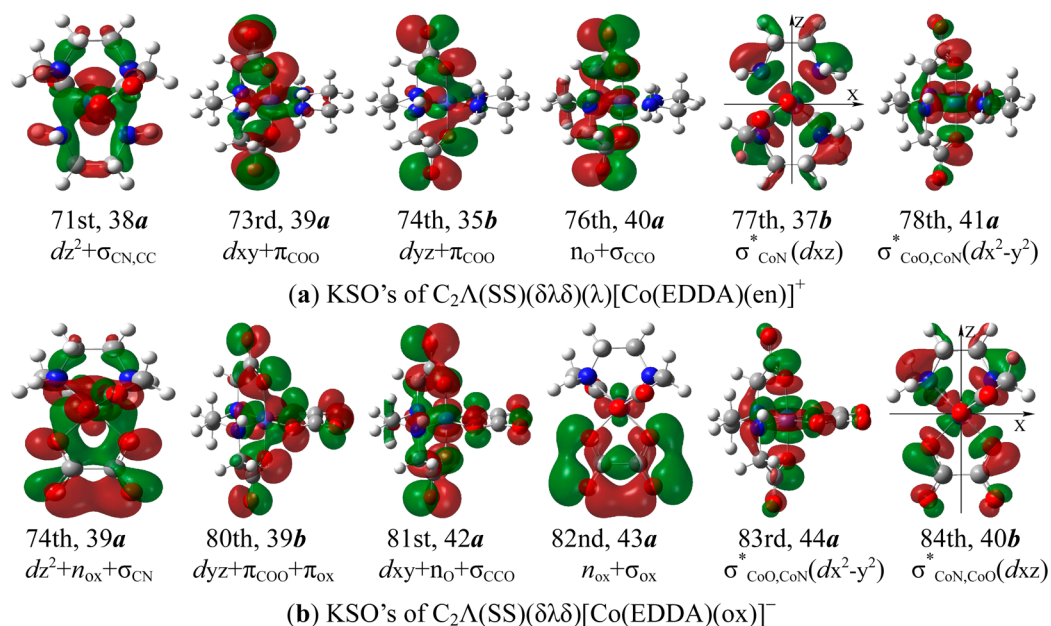 Z
X
71st, 38a 73rd, 39a 74th, 35b 76th, 40a 77th, 37b 78th, 41a
dz²+σCN,CC dxy+πCOO dyz+πCOO nO+σCCO σ*CoN(dxz) σ*CoO,CoN(dx²-y²)
(a) KSO's of C₂Λ(SS)(δλδ)(λ)[Co(EDDA)(en)]⁺
Z
X
74th, 39a 80th, 39b 81st, 42a 82nd, 43a 83rd, 44a 84th, 40b
dz²+nox+σCN dyz+πCOO+πox dxy+nO+σCCO nox+σox σ*CoO,CoN(dx²-y²) σ*CoN,CoO(dxz)
(b) KSO's of C₂Λ(SS)(δλδ)[Co(EDDA)(ox)]⁻